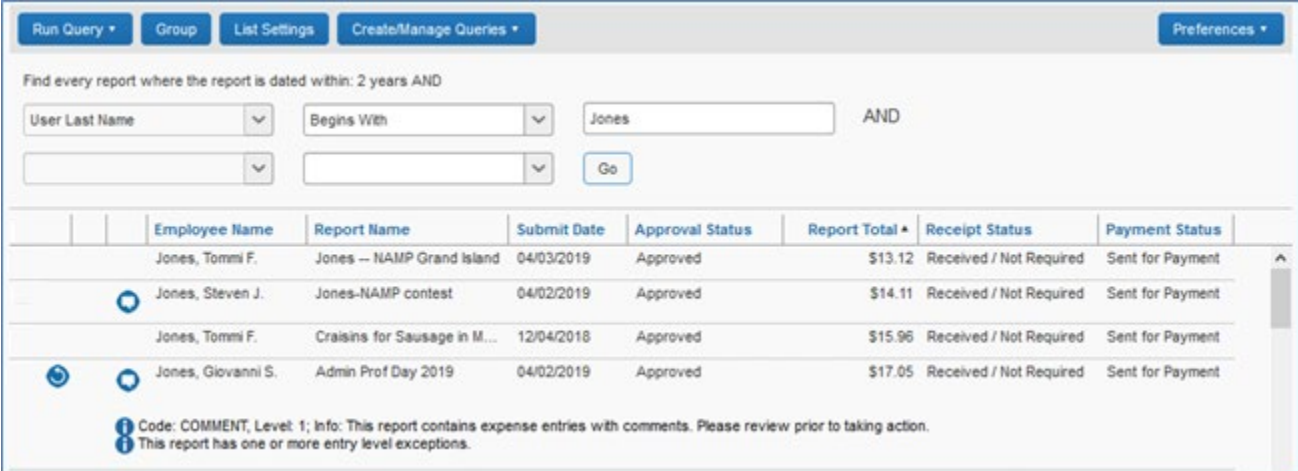 Run Query Group List Settings Create/Manage Queries Preferences
Find every report where the report is dated within: 2 years AND
User Last Name Begins With Jones AND
Go
Employee Name Report Name Submit Date Approval Status Report Total Receipt Status Payment Status
Jones, Tommi F. Jones -- NAMP Grand Island 04/03/2019 Approved $13.12 Received / Not Required Sent for Payment
Jones, Steven J. Jones-NAMP contest 04/02/2019 Approved $14.11 Received / Not Required Sent for Payment
Jones, Tommi F. Craisins for Sausage in M... 12/04/2018 Approved $15.96 Received / Not Required Sent for Payment
Jones, Giovanni S. Admin Prof Day 2019 04/02/2019 Approved $17.05 Received / Not Required Sent for Payment
Code: COMMENT, Level: 1; Info: This report contains expense entries with comments. Please review prior to taking action.
This report has one or more entry level exceptions.